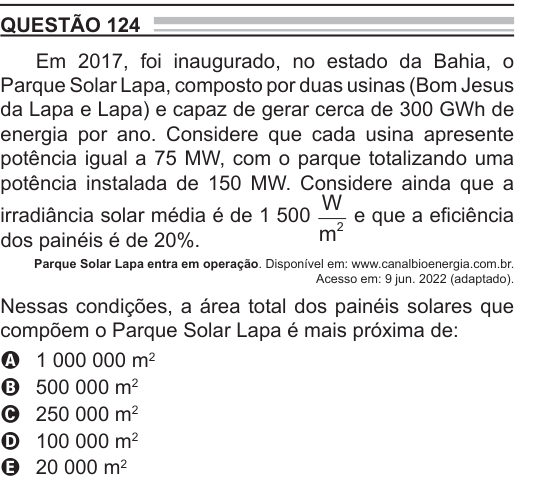 QUESTÃO 124
Em 2017, foi inaugurado, no estado da Bahia, o
Parque Solar Lapa, composto por duas usinas (Bom Jesus
da Lapa e Lapa) e capaz de gerar cerca de 300 GWh de
energia por ano. Considere que cada usina apresente
potência igual a 75 MW, com o parque totalizando uma
potência instalada de 150 MW. Considere ainda que a
irradiância solar média é de 1 500 W/m² e que a eficiência
dos painéis é de 20%.
Parque Solar Lapa entra em operação. Disponível em: www.canalbioenergia.com.br.
Acesso em: 9 jun. 2022 (adaptado).
Nessas condições, a área total dos painéis solares que
compõem o Parque Solar Lapa é mais próxima de:
A 1 000 000 m²
B 500 000 m²
C 250 000 m²
D 100 000 m²
E 20 000 m²